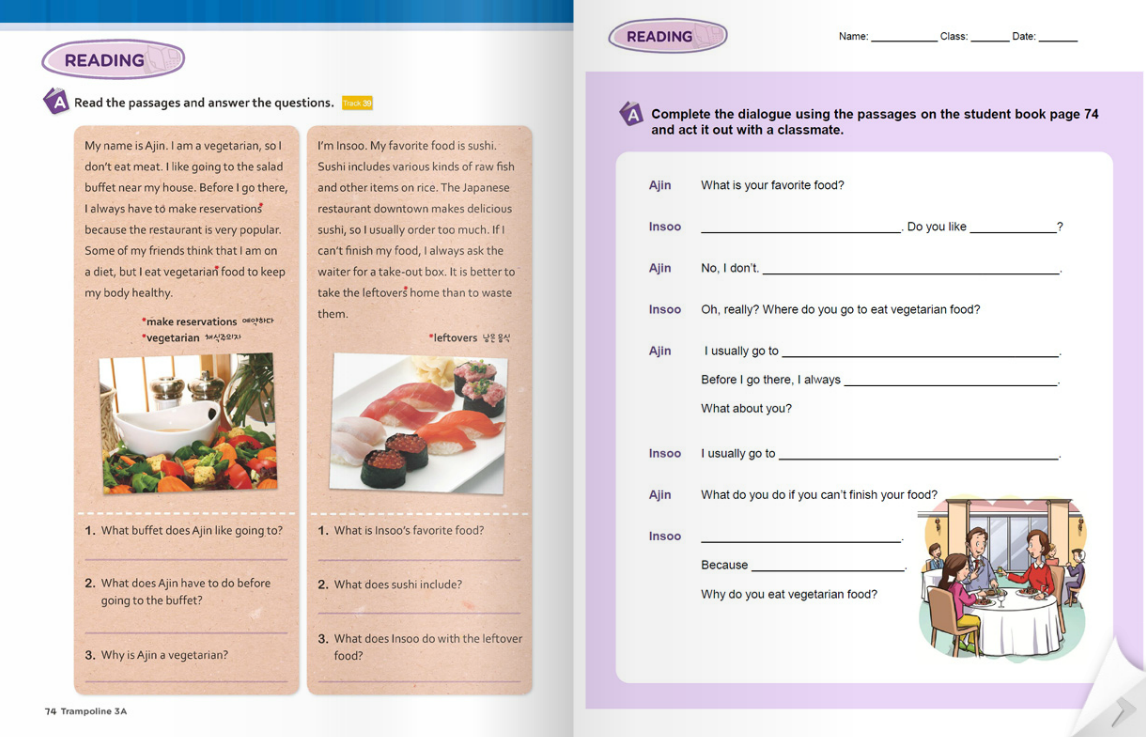 READING
A Read the passages and answer the questions. Track 39
My name is Ajin. I am a vegetarian, so I
don't eat meat. I like going to the salad
buffet near my house. Before I go there,
I always have to make reservations*
because the restaurant is very popular.
Some of my friends think that I am on
a diet, but I eat vegetarian* food to keep
my body healthy.
*make reservations 예약하다
*vegetarian 채식주의자
I'm Insoo. My favorite food is sushi.
Sushi includes various kinds of raw fish
and other items on rice. The Japanese
restaurant downtown makes delicious
sushi, so I usually order too much. If I
can't finish my food, I always ask the
waiter for a take-out box. It is better to
take the leftovers* home than to waste
them.
*leftovers 남은 음식
1. What buffet does Ajin like going to?
2. What does Ajin have to do before
going to the buffet?
3. Why is Ajin a vegetarian?
1. What is Insoo's favorite food?
2. What does sushi include?
3. What does Insoo do with the leftover
food?
74 Trampoline 3A
READING
Name: __________ Class: ______ Date: ______
A Complete the dialogue using the passages on the student book page 74
and act it out with a classmate.
Ajin What is your favorite food?
Insoo ______________________________. Do you like _____________?
Ajin No, I don't. ____________________________________________.
Insoo Oh, really? Where do you go to eat vegetarian food?
Ajin I usually go to __________________________________________.
Before I go there, I always ________________________________.
What about you?
Insoo I usually go to __________________________________________.
Ajin What do you do if you can't finish your food?
Insoo ______________________________.
Because _______________________.
Why do you eat vegetarian food?